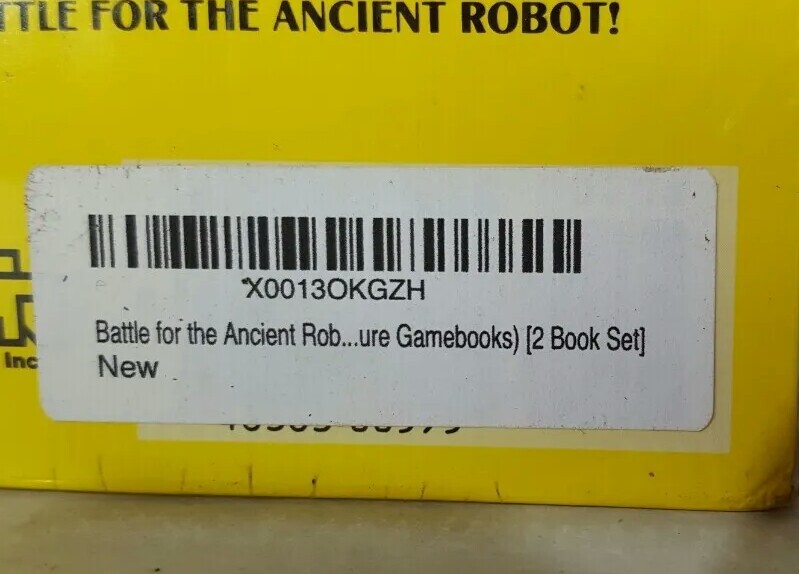 TTLE FOR THE ANCIENT ROBOT!
X0013OKGZH
Battle for the Ancient Rob...ure Gamebooks) [2 Book Set]
New
Inc